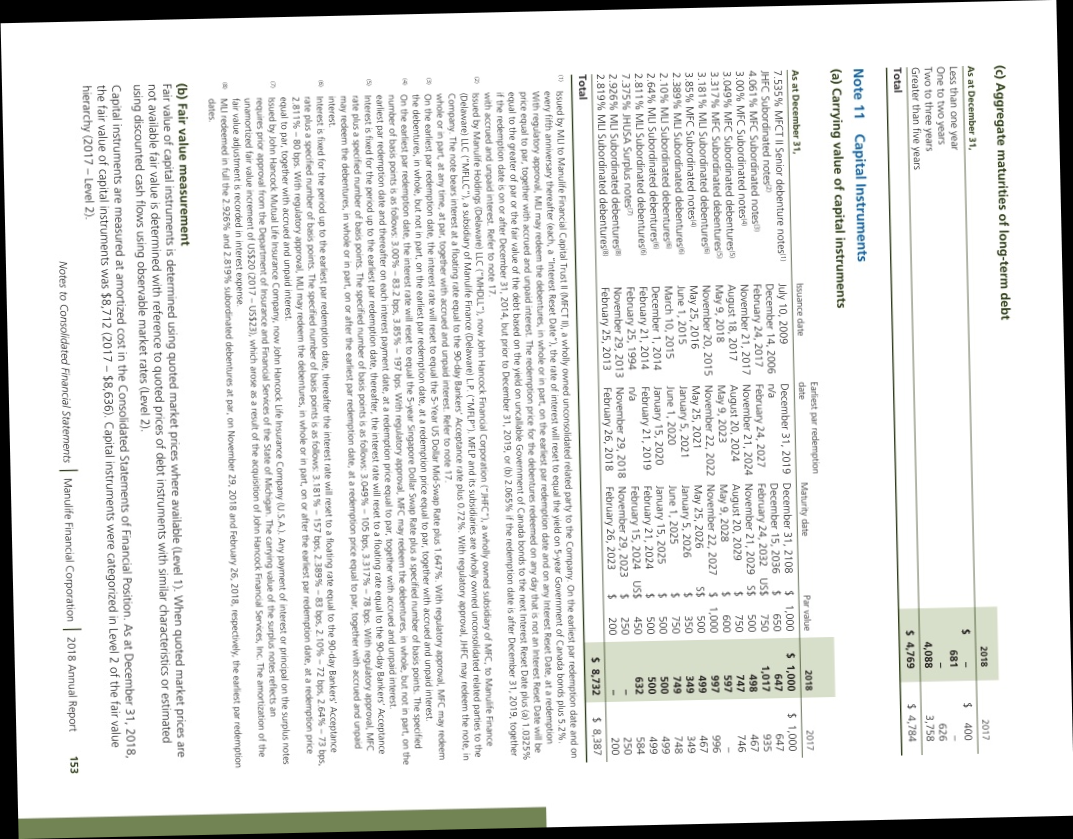 (c) Aggregate maturities of long-term debt
As at December 31, 2018 2017
Less than one year $ – $ 400
One to two years 681 –
Two to three years – 626
Greater than five years 4,088 3,758
Total $ 4,769 $ 4,784
Note 11 Capital Instruments
(a) Carrying value of capital instruments
As at December 31, Issuance date Earliest par redemption date Maturity date Par value 2018 2017
7.535% MFCT II Senior debenture notes(1) July 10, 2009 December 31, 2019 December 31, 2108 $ 1,000 $ 1,000 $ 1,000
JHFC Subordinated notes(2) December 14, 2006 n/a December 15, 2036 $ 650 647 647
4.061% MFC Subordinated notes(3) February 24, 2017 February 24, 2027 February 24, 2032 US$ 750 1,017 935
3.00% MFC Subordinated notes(4) November 21, 2017 November 21, 2024 November 21, 2029 S$ 500 498 467
3.049% MFC Subordinated debentures(5) August 18, 2017 August 20, 2024 August 20, 2029 $ 750 747 746
3.317% MFC Subordinated debentures(5) May 9, 2018 May 9, 2023 May 9, 2028 $ 600 597 –
3.181% MLI Subordinated debentures(6) November 20, 2015 November 22, 2022 November 22, 2027 $ 1,000 997 996
3.85% MFC Subordinated notes(4) May 25, 2016 May 25, 2021 May 25, 2026 S$ 500 499 467
2.389% MLI Subordinated debentures(6) June 1, 2015 January 5, 2021 January 5, 2026 $ 350 349 349
2.10% MLI Subordinated debentures(6) March 10, 2015 June 1, 2020 June 1, 2025 $ 750 749 748
2.64% MLI Subordinated debentures(6) December 1, 2014 January 15, 2020 January 15, 2025 $ 500 500 499
2.811% MLI Subordinated debentures(6) February 21, 2014 February 21, 2019 February 21, 2024 $ 500 500 499
7.375% JHUSA Surplus notes(7) February 25, 1994 n/a February 15, 2024 US$ 450 632 584
2.926% MLI Subordinated debentures(8) November 29, 2013 November 29, 2018 November 29, 2023 $ 250 – 250
2.819% MLI Subordinated debentures(8) February 25, 2013 February 26, 2018 February 26, 2023 $ 200 – 200
Total $ 8,732 $ 8,387
(1) Issued by MLI to Manulife Financial Capital Trust II (MFCT II), a wholly owned unconsolidated related party to the Company. On the earliest par redemption date and on
every fifth anniversary thereafter (each, a "Interest Reset Date"), the rate of interest will reset to equal the yield on 5-year Government of Canada bonds plus 5.2%.
With regulatory approval, MLI may redeem the debentures, in whole or in part, on the earliest par redemption date and on any Interest Reset Date, at a redemption
price equal to par, together with accrued and unpaid interest. The redemption price for the debentures redeemed on any day that is not an Interest Reset Date will be
equal to the greater of par or the fair value of the debt based on the yield on uncallable Government of Canada bonds to the next Interest Reset Date plus (a) 1.0325%
if the redemption date is on or after December 31, 2014, but prior to December 31, 2019, or (b) 2.065% if the redemption date is after December 31, 2019, together
with accrued and unpaid interest. Refer to note 17.
(2) Issued by Manulife Holding (Delaware) LLC ("MHDLL"), now John Hancock Financial Corporation ("JHFC"), a wholly owned subsidiary of MFC, to Manulife Finance
(Delaware) LLC ("MFLLC"), a subsidiary of Manulife Finance (Delaware) L.P. ("MFLP"). MFLP and its subsidiaries are wholly owned unconsolidated related parties to the
Company. The note bears interest at a floating rate equal to the 90-day Bankers' Acceptance rate plus 0.72%. With regulatory approval, JHFC may redeem the note, in
whole or in part, at any time, at par, together with accrued and unpaid interest. Refer to note 17.
(3) On the earliest par redemption date, the interest rate will reset to equal the 5-Year US Dollar Mid-Swap Rate plus 1.647%. With regulatory approval, MFC may redeem
the debentures, in whole, but not in part, on the earliest par redemption date, at a redemption price equal to par, together with accrued and unpaid interest.
(4) On the earliest par redemption date, the interest rate will reset to equal the 5-year Singapore Dollar Swap Rate plus a specified number of basis points. The specified
number of basis points is as follows: 3.00% – 83.2 bps, 3.85% – 197 bps. With regulatory approval, MFC may redeem the debentures, in whole, but not in part, on the
earliest par redemption date and thereafter on each interest payment date, at a redemption price equal to par, together with accrued and unpaid interest.
(5) Interest is fixed for the period up to the earliest par redemption date, thereafter, the interest rate will reset to a floating rate equal to the 90-day Bankers' Acceptance
rate plus a specified number of basis points. The specified number of basis points is as follows: 3.049% – 105 bps, 3.317% – 78 bps. With regulatory approval, MFC
may redeem the debentures, in whole or in part, on or after the earliest par redemption date, at a redemption price equal to par, together with accrued and unpaid
interest.
(6) Interest is fixed for the period up to the earliest par redemption date, thereafter the interest rate will reset to a floating rate equal to the 90-day Bankers' Acceptance
rate plus a specified number of basis points. The specified number of basis points is as follows: 3.181% – 157 bps, 2.389% – 83 bps, 2.10% – 72 bps, 2.64% – 73 bps,
2.811% – 80 bps. With regulatory approval, MLI may redeem the debentures, in whole or in part, on or after the earliest par redemption date, at a redemption price
equal to par, together with accrued and unpaid interest.
(7) Issued by John Hancock Mutual Life Insurance Company, now John Hancock Life Insurance Company (U.S.A.). Any payment of interest or principal on the surplus notes
requires prior approval from the Department of Insurance and Financial Services of the State of Michigan. The carrying value of the surplus notes reflects an
unamortized fair value increment of US$20 (2017 – US$23), which arose as a result of the acquisition of John Hancock Financial Services, Inc. The amortization of the
fair value adjustment is recorded in interest expense.
(8) MLI redeemed in full the 2.926% and 2.819% subordinated debentures at par, on November 29, 2018 and February 26, 2018, respectively, the earliest par redemption
dates.
(b) Fair value measurement
Fair value of capital instruments is determined using quoted market prices where available (Level 1). When quoted market prices are
not available fair value is determined with reference to quoted prices of debt instruments with similar characteristics or estimated
using discounted cash flows using observable market rates (Level 2).
Capital instruments are measured at amortized cost in the Consolidated Statements of Financial Position. As at December 31, 2018,
the fair value of capital instruments was $8,712 (2017 – $8,636). Capital instruments were categorized in Level 2 of the fair value
hierarchy (2017 – Level 2).
Notes to Consolidated Financial Statements | Manulife Financial Corporation | 2018 Annual Report 153